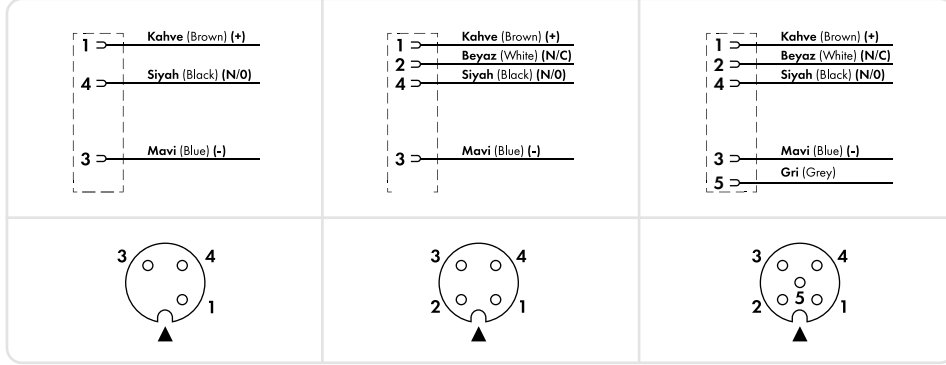 1 Kahve (Brown) (+)
4 Siyah (Black) (N/0)
3 Mavi (Blue) (-)
1 Kahve (Brown) (+)
2 Beyaz (White) (N/C)
4 Siyah (Black) (N/0)
3 Mavi (Blue) (-)
1 Kahve (Brown) (+)
2 Beyaz (White) (N/C)
4 Siyah (Black) (N/0)
3 Mavi (Blue) (-)
5 Gri (Grey)
3 4
1
3 4
2 1
3 4
2 5 1